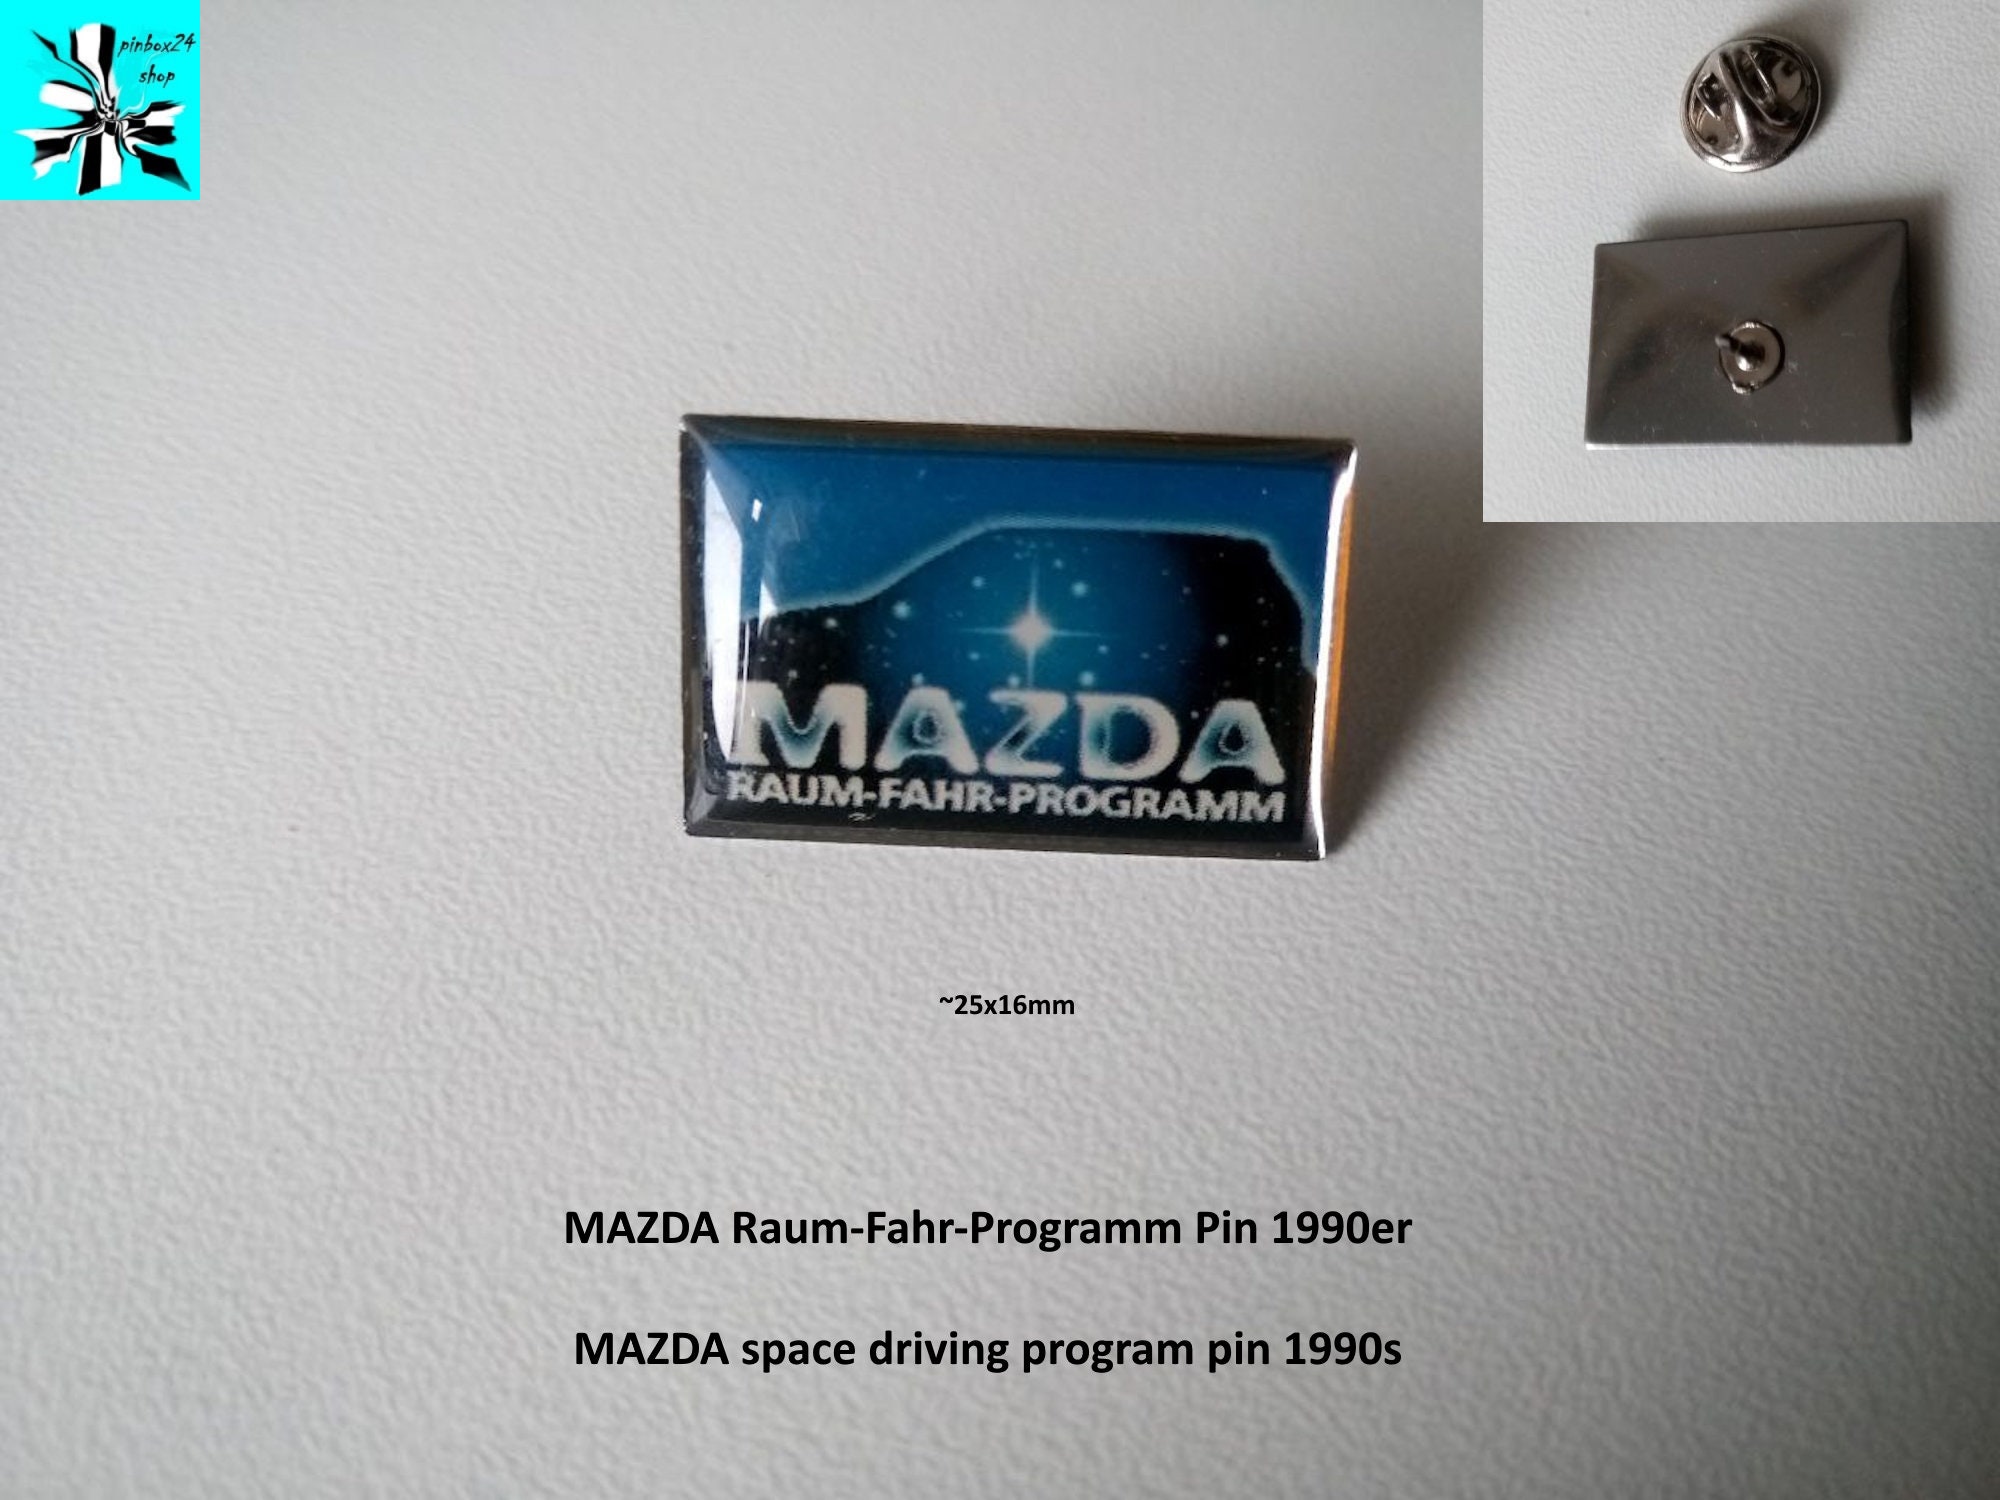 pinbox24
shop
MAZDA
RAUM-FAHR-PROGRAMM
~25x16mm
MAZDA Raum-Fahr-Programm Pin 1990er
MAZDA space driving program pin 1990s